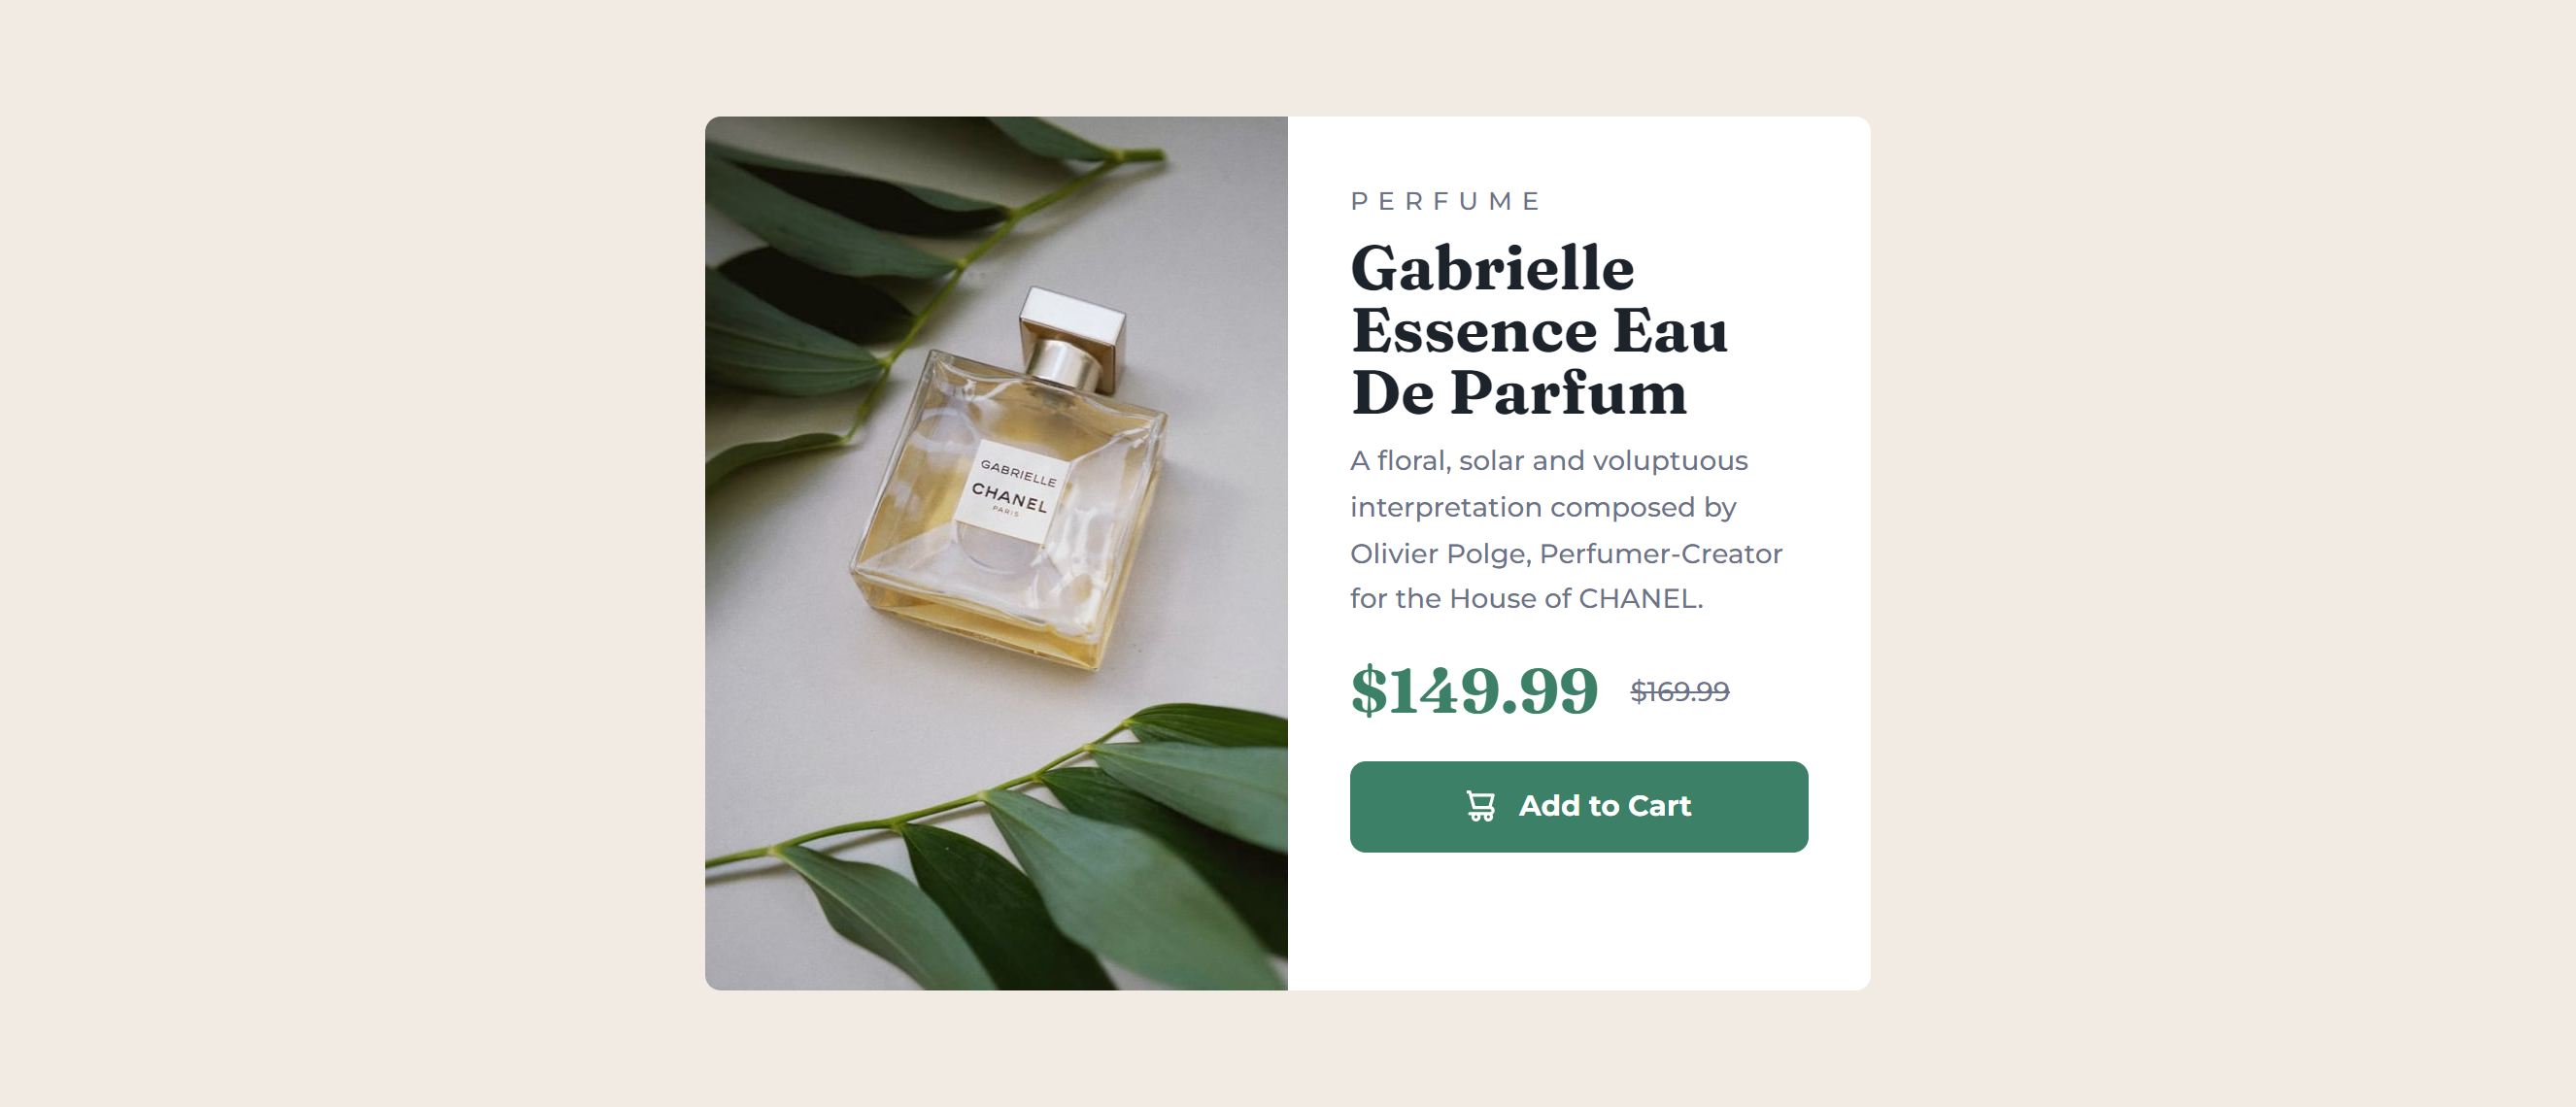 GABRIELLE
CHANEL
PARIS
PERFUME
Gabrielle
Essence Eau
De Parfum
A floral, solar and voluptuous
interpretation composed by
Olivier Polge, Perfumer-Creator
for the House of CHANEL.
$149.99 $169.99
Add to Cart